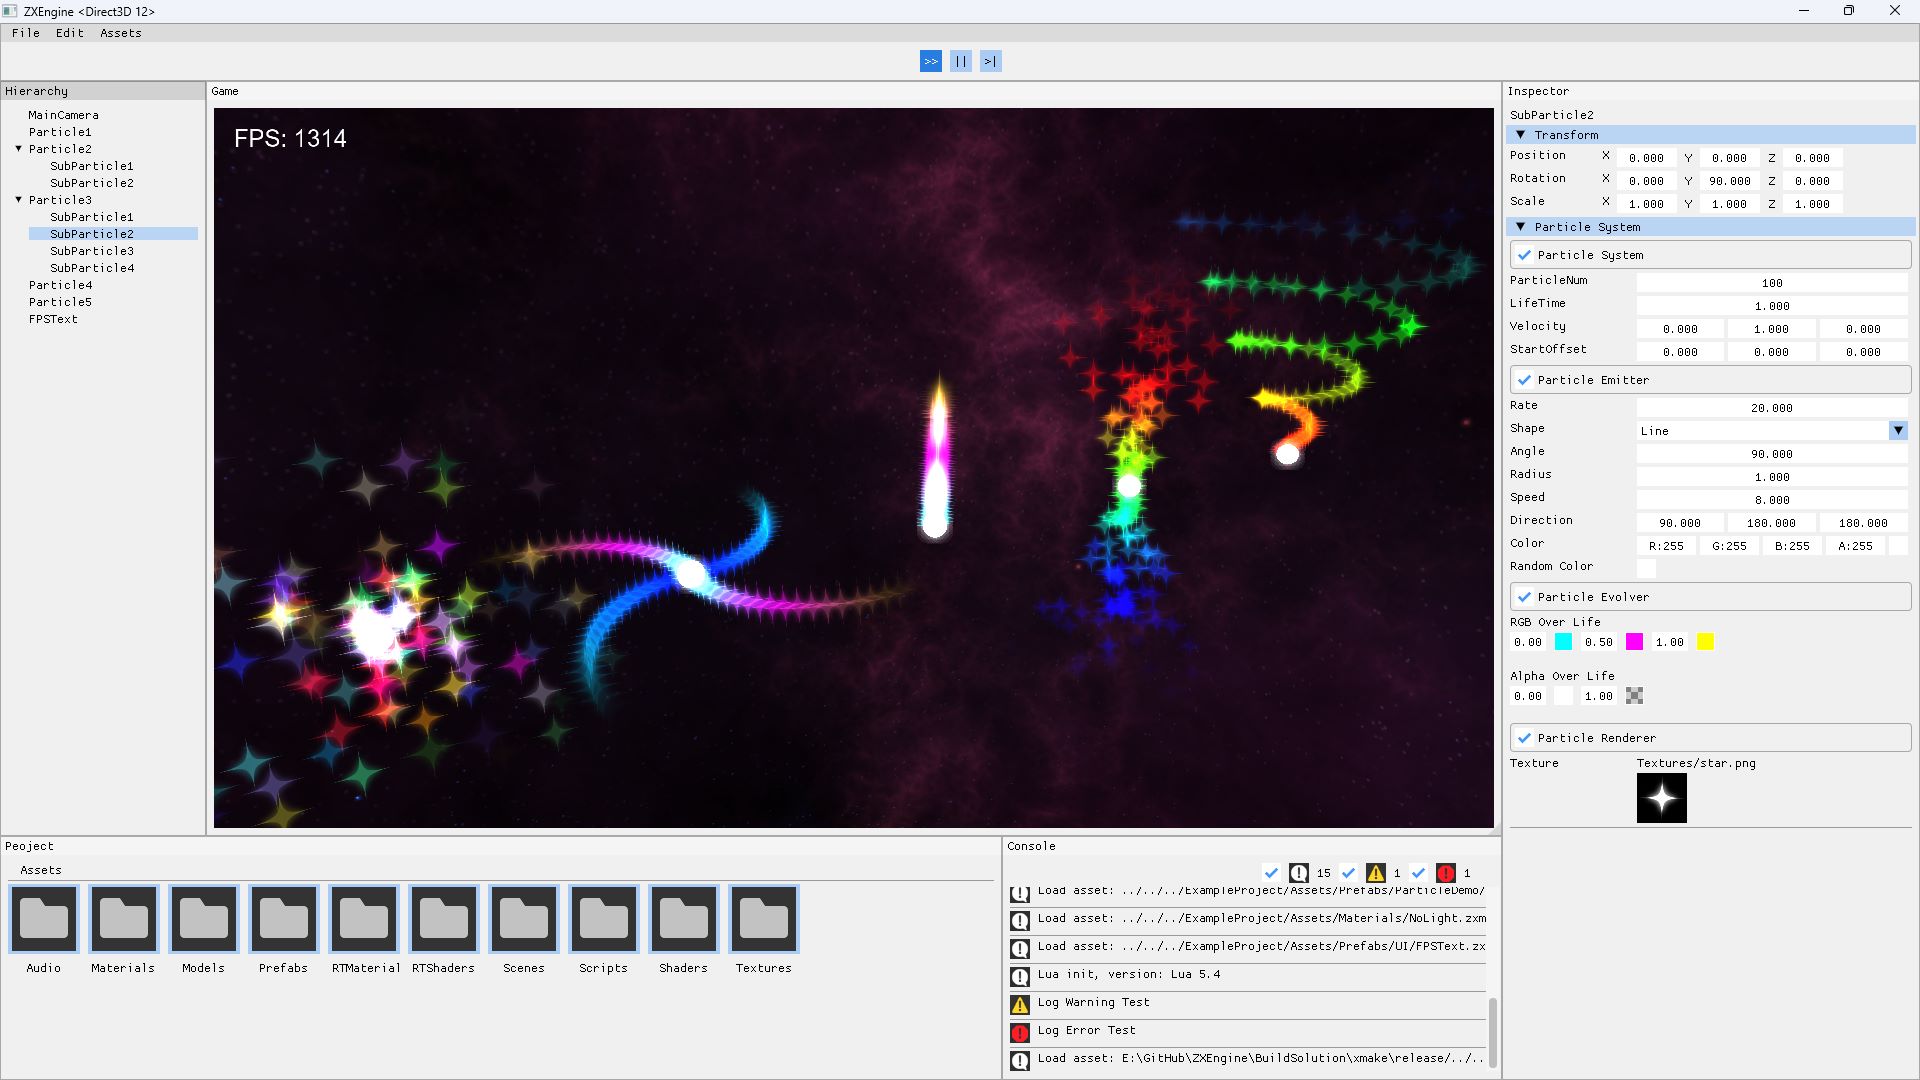 ZXEngine <Direct3D 12>
File Edit Assets
>> || >|
Hierarchy
MainCamera
Particle1
Particle2
SubParticle1
SubParticle2
Particle3
SubParticle1
SubParticle2
SubParticle3
SubParticle4
Particle4
Particle5
FPSText
Game
FPS: 1314
Inspector
SubParticle2
Transform
Position X 0.000 Y 0.000 Z 0.000
Rotation X 0.000 Y 90.000 Z 0.000
Scale X 1.000 Y 1.000 Z 1.000
Particle System
Particle System
ParticleNum 100
LifeTime 1.000
Velocity 0.000 1.000 0.000
StartOffset 0.000 0.000 0.000
Particle Emitter
Rate 20.000
Shape Line
Angle 90.000
Radius 1.000
Speed 8.000
Direction 90.000 180.000 180.000
Color R:255 G:255 B:255 A:255
Random Color
Particle Evolver
RGB Over Life
0.00 0.50 1.00
Alpha Over Life
0.00 1.00
Particle Renderer
Texture Textures/star.png
Peoject
Assets
Audio Materials Models Prefabs RTMaterial RTShaders Scenes Scripts Shaders Textures
Console
15 1 1
Load asset: ../../../ExampleProject/Assets/Prefabs/ParticleDemo/
Load asset: ../../../ExampleProject/Assets/Materials/NoLight.zxm
Load asset: ../../../ExampleProject/Assets/Prefabs/UI/FPSText.zx
Lua init, version: Lua 5.4
Log Warning Test
Log Error Test
Load asset: E:\GitHub\ZXEngine\BuildSolution\xmake\release/../..